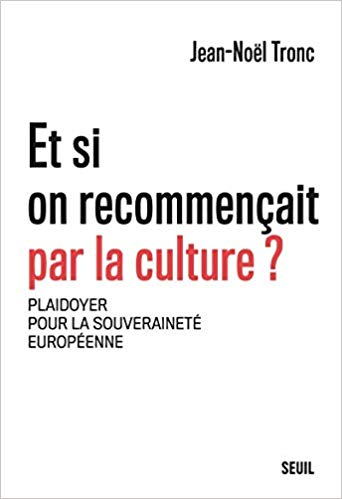 Jean-Noël Tronc
Et si
on recommençait
par la culture ?
PLAIDOYER
POUR LA SOUVERAINETÉ
EUROPÉENNE
SEUIL